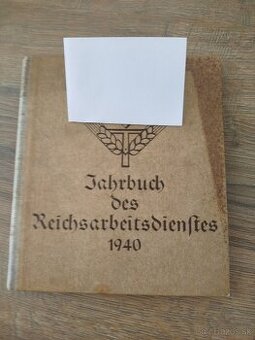 Jahrbuch
des
Reichsarbeitsdienstes
1940